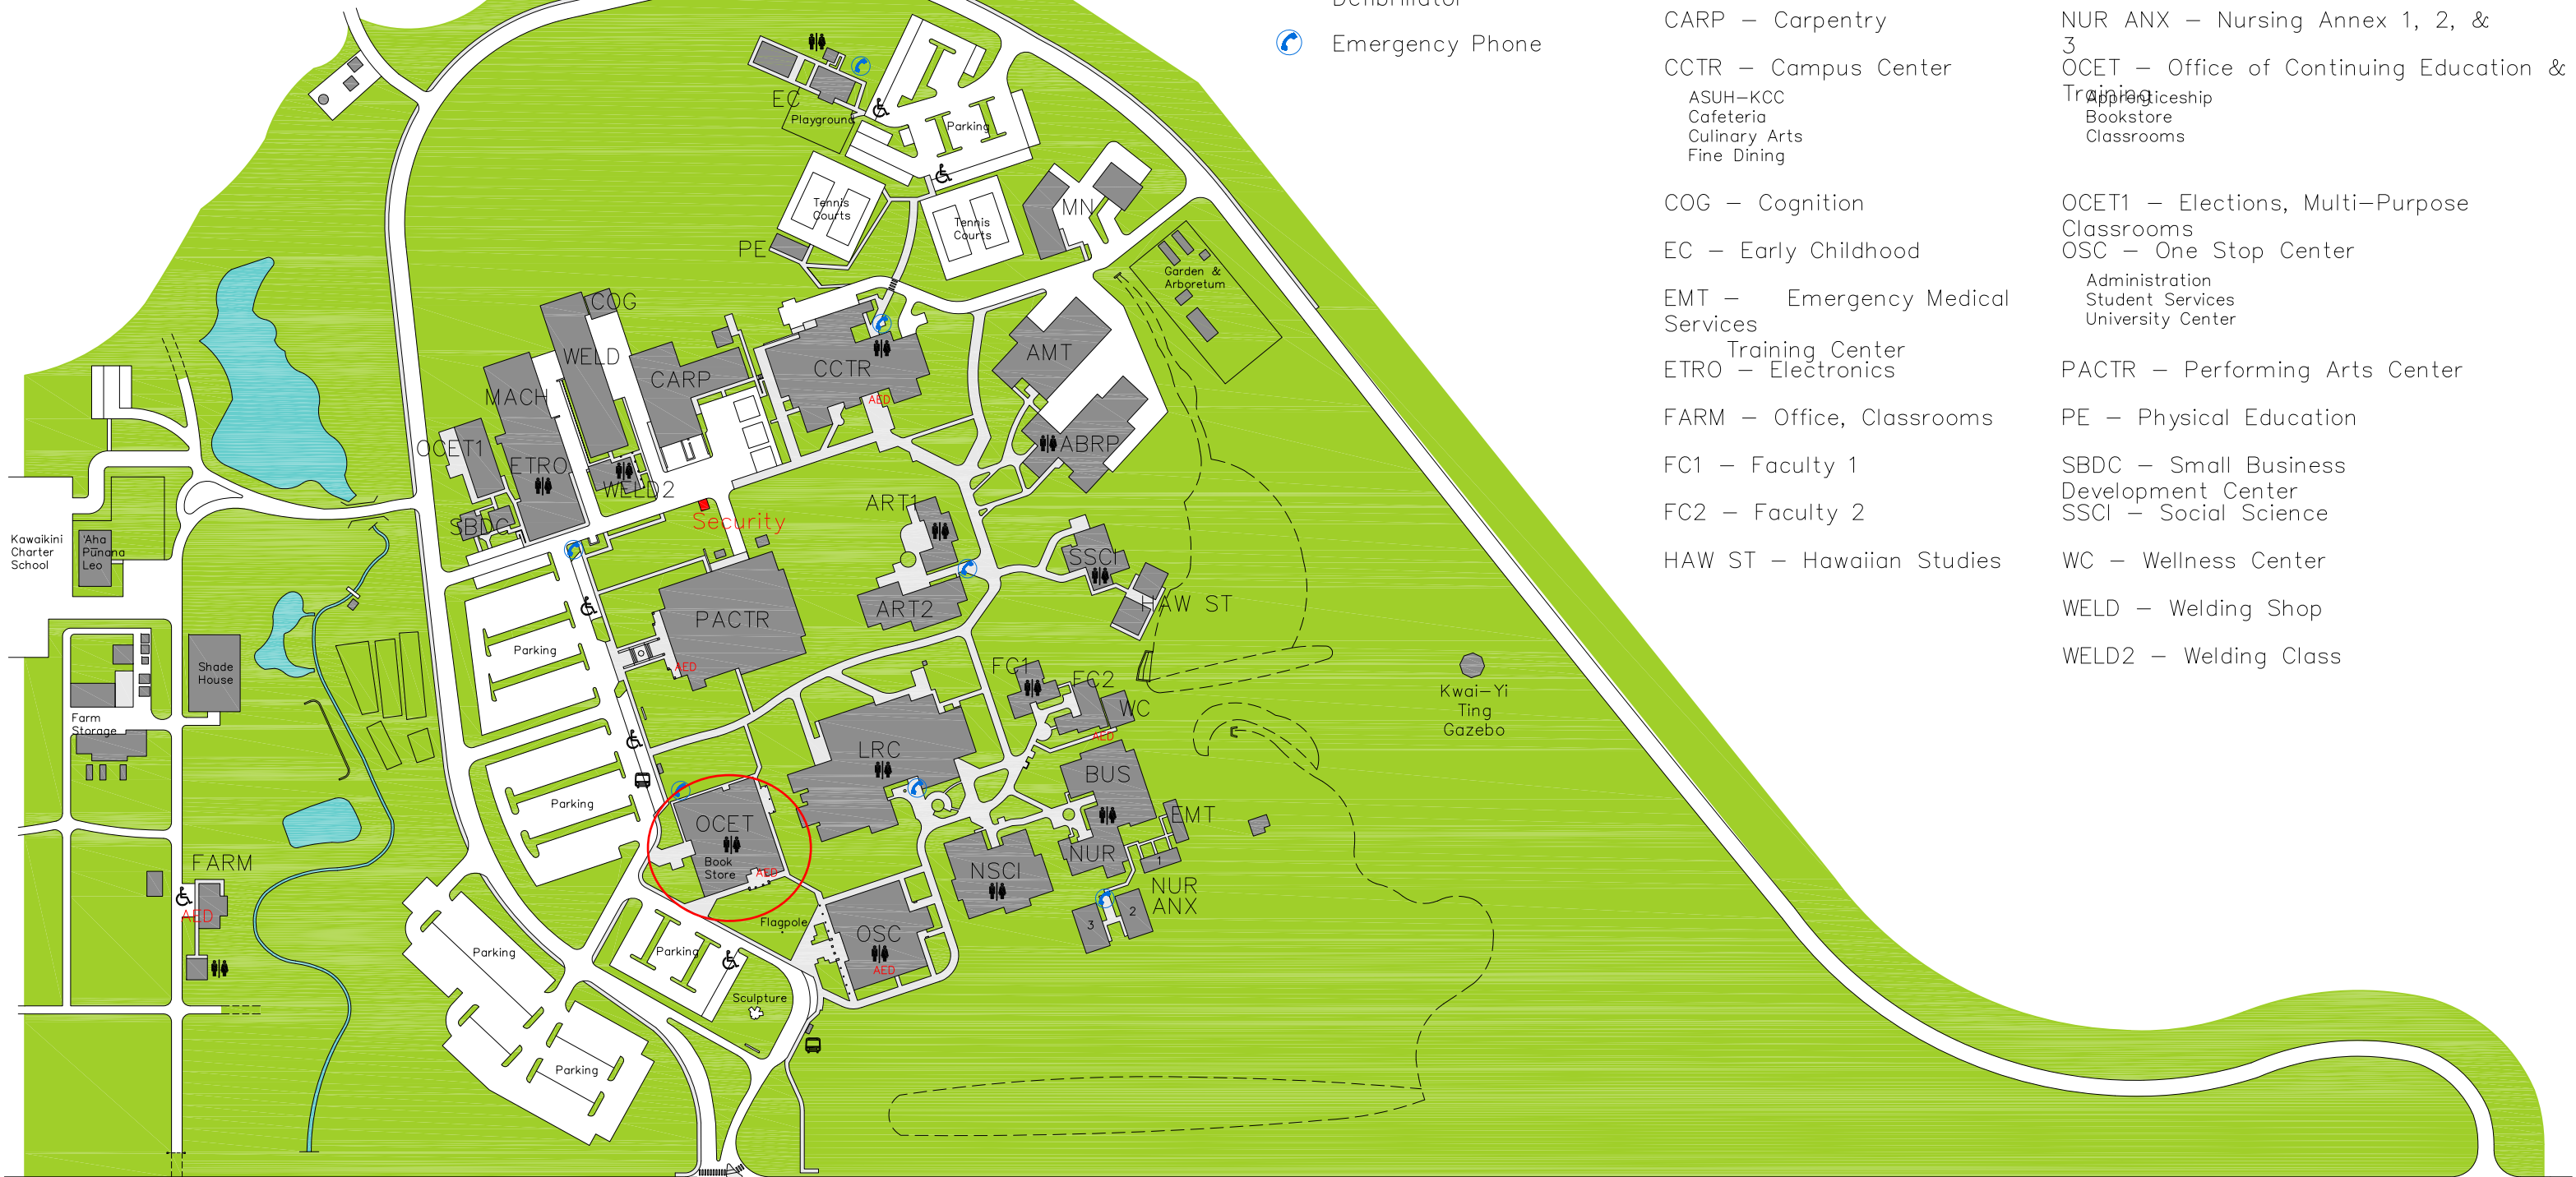 Emergency Phone
CARP – Carpentry
CCTR – Campus Center
ASUH-KCC
Cafeteria
Culinary Arts
Fine Dining
COG – Cognition
EC – Early Childhood
EMT – Emergency Medical
Services
Training Center
ETRO – Electronics
FARM – Office, Classrooms
FC1 – Faculty 1
FC2 – Faculty 2
HAW ST – Hawaiian Studies
NUR ANX – Nursing Annex 1, 2, &
3
OCET – Office of Continuing Education &
Training
Apprenticeship
Bookstore
Classrooms
OCET1 – Elections, Multi-Purpose
Classrooms
OSC – One Stop Center
Administration
Student Services
University Center
PACTR – Performing Arts Center
PE – Physical Education
SBDC – Small Business
Development Center
SSCI – Social Science
WC – Wellness Center
WELD – Welding Shop
WELD2 – Welding Class
EC
Playground
Parking
Tennis
Courts
Tennis
Courts
MN
PE
Garden &
Arboretum
COG
WELD
CARP
CCTR
AED
AMT
MACH
OCET1
ETRO
ABRP
WELD2
SBDC
Security
ART1
Kawaikini
Charter
School
'Aha
Pūnana
Leo
SSCI
HAW ST
ART2
PACTR
AED
Parking
Shade
House
Farm
Storage
FC1
FC2
WC
AED
Kwai-Yi
Ting
Gazebo
LRC
BUS
Parking
OCET
Book
Store
AED
EMT
NUR
1
NSCI
NUR
ANX
2
3
FARM
AED
Flagpole
OSC
AED
Parking
Parking
Sculpture
Parking